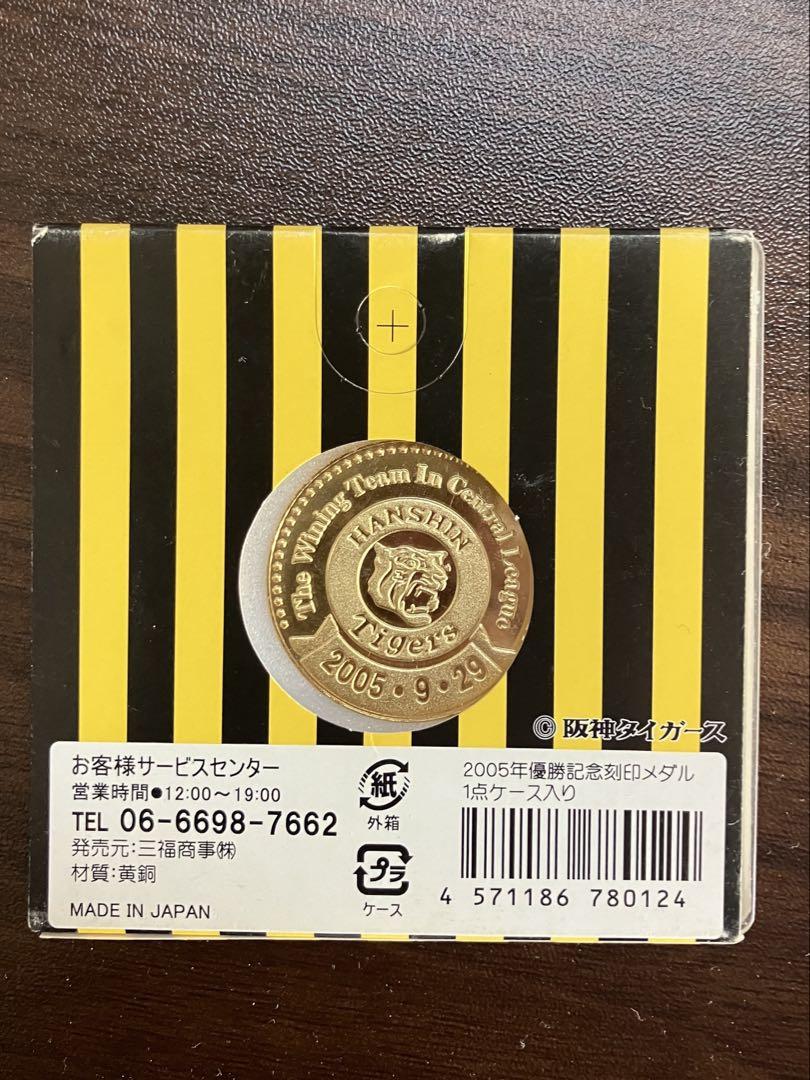 The Wining Team In Central League
HANSHIN
Tigers
2005・9・29
© 阪神タイガース
お客様サービスセンター
営業時間●12:00～19:00
TEL 06-6698-7662
発売元:三福商事㈱
材質:黄銅
MADE IN JAPAN
紙
外箱
プラ
ケース
2005年優勝記念刻印メダル
1点ケース入り
4 571186 780124